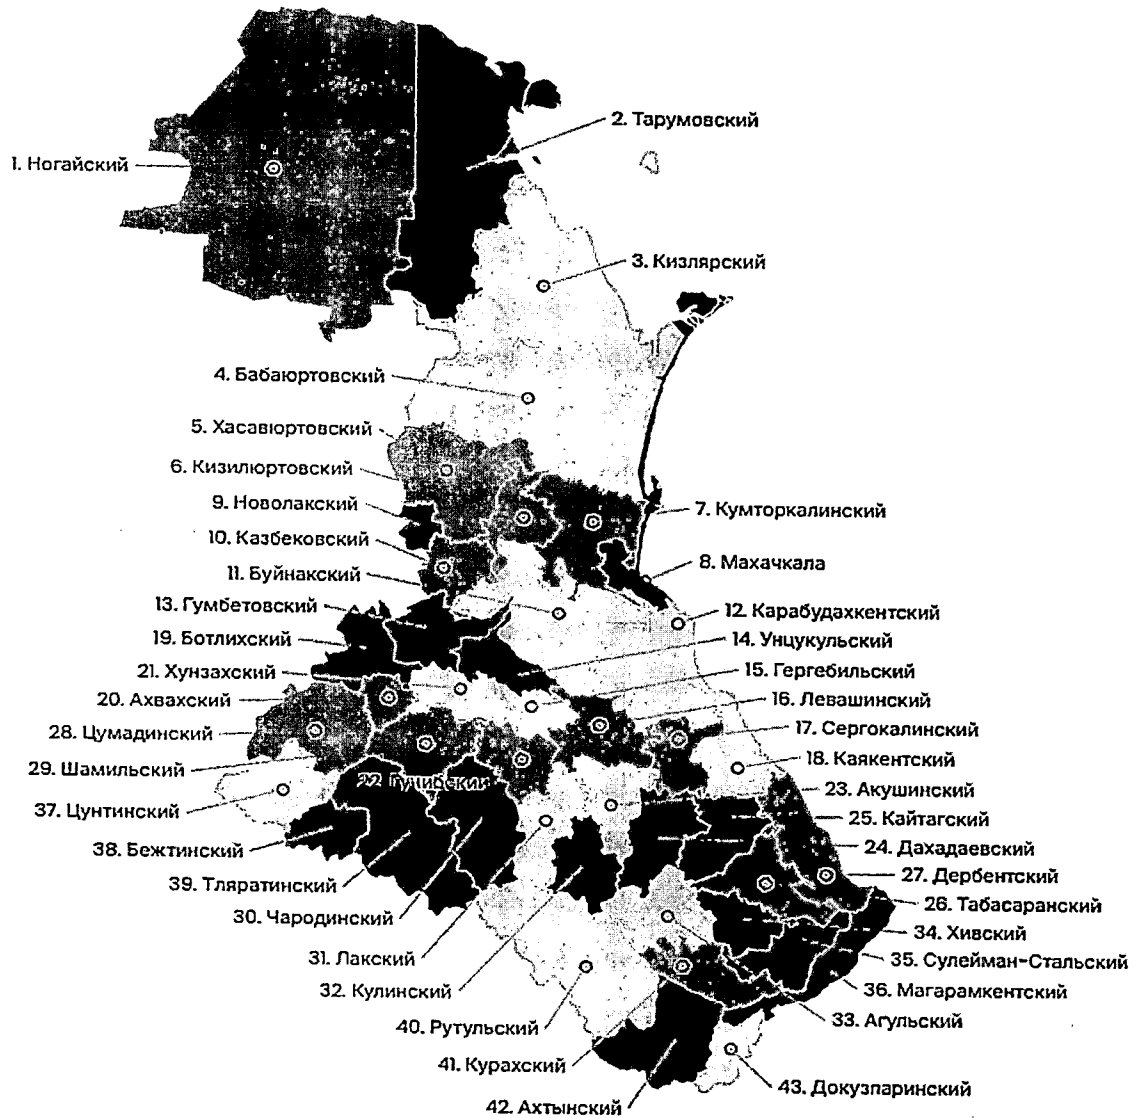 2. Тарумовский
1. Ногайский
3. Кизлярский
4. Бабаюртовский
5. Хасавюртовский
6. Кизилюртовский
9. Новолакский
7. Кумторкалинский
10. Казбековский
8. Махачкала
11. Буйнакский
13. Гумбетовский
12. Карабудахкентский
19. Ботлихский
14. Унцукульский
21. Хунзахский
15. Гергебильский
20. Ахвахский
16. Левашинский
28. Цумадинский
17. Сергокалинский
29. Шамильский
18. Каякентский
22. Гунибский
37. Цунтинский
23. Акушинский
25. Кайтагский
38. Бежтинский
24. Дахадаевский
39. Тляратинский
27. Дербентский
30. Чародинский
26. Табасаранский
34. Хивский
31. Лакский
35. Сулейман-Стальский
32. Кулинский
36. Магарамкентский
40. Рутульский
33. Агульский
41. Курахский
43. Докузпаринский
42. Ахтынский